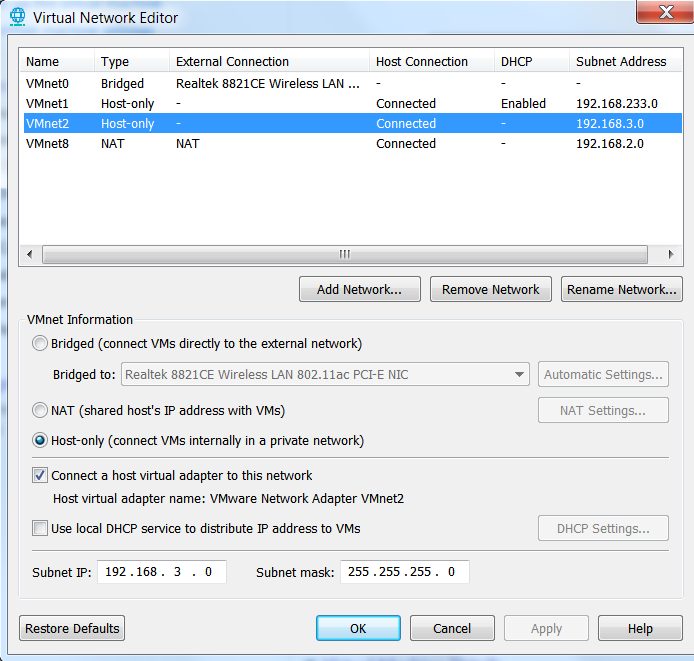 Virtual Network Editor
Name Type External Connection Host Connection DHCP Subnet Address
VMnet0 Bridged Realtek 8821CE Wireless LAN ... - - -
VMnet1 Host-only - Connected Enabled 192.168.233.0
VMnet2 Host-only - Connected - 192.168.3.0
VMnet8 NAT NAT Connected - 192.168.2.0
Add Network... Remove Network Rename Network...
VMnet Information
Bridged (connect VMs directly to the external network)
Bridged to: Realtek 8821CE Wireless LAN 802.11ac PCI-E NIC Automatic Settings...
NAT (shared host's IP address with VMs) NAT Settings...
Host-only (connect VMs internally in a private network)
Connect a host virtual adapter to this network
Host virtual adapter name: VMware Network Adapter VMnet2
Use local DHCP service to distribute IP address to VMs DHCP Settings...
Subnet IP: 192 . 168 . 3 . 0 Subnet mask: 255 . 255 . 255 . 0
Restore Defaults OK Cancel Apply Help